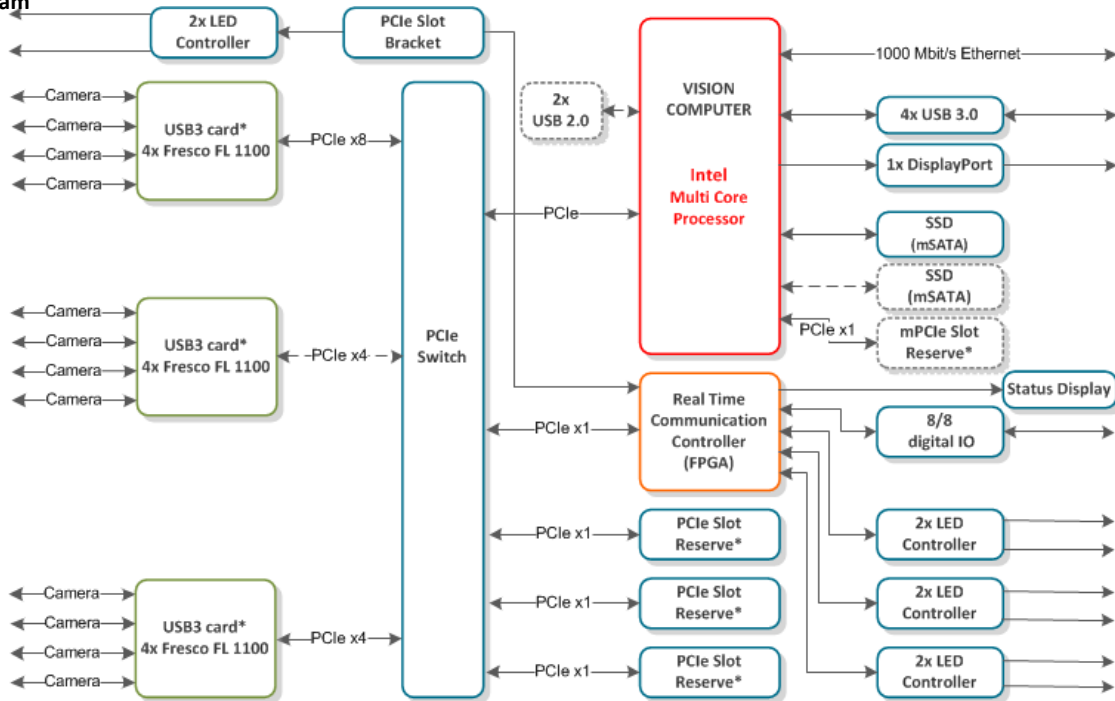 am
2x LED
Controller
PCIe Slot
Bracket
1000 Mbit/s Ethernet
VISION
COMPUTER
Intel
Multi Core
Processor
2x
USB 2.0
4x USB 3.0
1x DisplayPort
SSD
(mSATA)
SSD
(mSATA)
PCIe x1
mPCIe Slot
Reserve*
Camera
Camera
Camera
Camera
USB3 card*
4x Fresco FL 1100
PCIe x8
PCIe
Camera
Camera
Camera
Camera
USB3 card*
4x Fresco FL 1100
PCIe x4
PCIe
Switch
Real Time
Communication
Controller
(FPGA)
PCIe x1
Status Display
8/8
digital IO
PCIe x1
PCIe Slot
Reserve*
2x LED
Controller
PCIe x1
PCIe Slot
Reserve*
2x LED
Controller
Camera
Camera
Camera
Camera
USB3 card*
4x Fresco FL 1100
PCIe x4
PCIe x1
PCIe Slot
Reserve*
2x LED
Controller